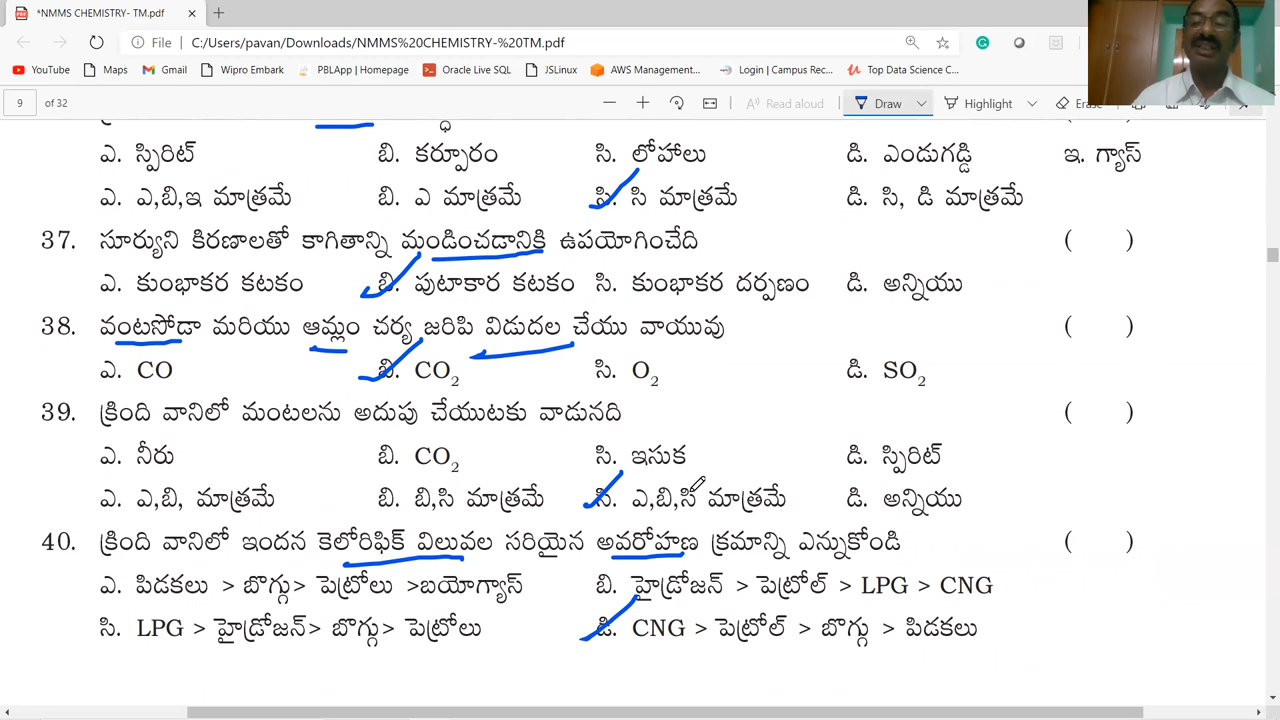 *NMMS CHEMISTRY- TM.pdf
File C:/Users/pavan/Downloads/NMMS%20CHEMISTRY-%20TM.pdf
YouTube Maps Gmail Wipro Embark PBLApp | Homepage Oracle Live SQL JSLinux AWS Management... Login | Campus Rec... Top Data Science C...
9 of 32 Read aloud Draw Highlight Erase
ఎ. స్పిరిట్ బి. కర్పూరం సి. లోహాలు డి. ఎండుగడ్డి ఇ. గ్యాస్
ఎ. ఎ,బి,ఇ మాత్రమే బి. ఎ మాత్రమే సి. సి మాత్రమే డి. సి, డి మాత్రమే
37. సూర్యుని కిరణాలతో కాగితాన్ని మండించడానికి ఉపయోగించేది ( )
ఎ. కుంభాకర కటకం బి. పుటాకార కటకం సి. కుంభాకర దర్పణం డి. అన్నియు
38. వంటసోడా మరియు ఆమ్లం చర్య జరిపి విడుదల చేయు వాయువు ( )
ఎ. CO బి. CO₂ సి. O₂ డి. SO₂
39. క్రింది వానిలో మంటలను అదుపు చేయుటకు వాడునది ( )
ఎ. నీరు బి. CO₂ సి. ఇసుక డి. స్పిరిట్
ఎ. ఎ,బి, మాత్రమే బి. బి,సి మాత్రమే సి. ఎ,బి,సి మాత్రమే డి. అన్నియు
40. క్రింది వానిలో ఇందన కెలోరిఫిక్ విలువల సరియైన అవరోహణ క్రమాన్ని ఎన్నుకోండి ( )
ఎ. పిడకలు > బొగ్గు> పెట్రోలు >బయోగ్యాస్ బి. హైడ్రోజన్ > పెట్రోల్ > LPG > CNG
సి. LPG > హైడ్రోజన్> బొగ్గు> పెట్రోలు డి. CNG > పెట్రోల్ > బొగ్గు > పిడకలు